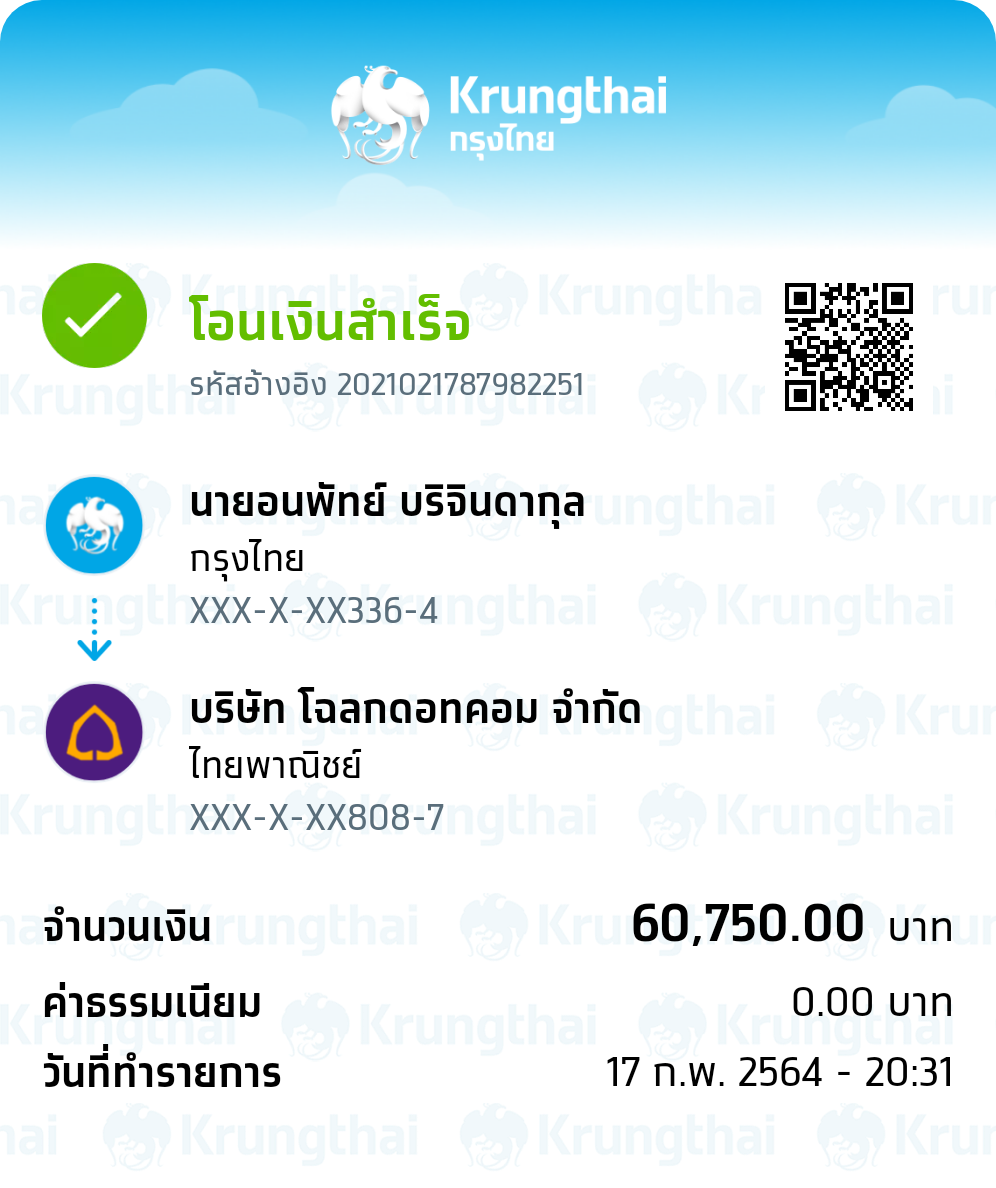 Krungthai
กรุงไทย
โอนเงินสำเร็จ
รหัสอ้างอิง 2021021787982251
นายอนพัทย์ บริจินดากุล
กรุงไทย
XXX-X-XX336-4
บริษัท โฉลกดอทคอม จำกัด
ไทยพาณิชย์
XXX-X-XX808-7
จำนวนเงิน 60,750.00 บาท
ค่าธรรมเนียม 0.00 บาท
วันที่ทำรายการ 17 ก.พ. 2564 - 20:31